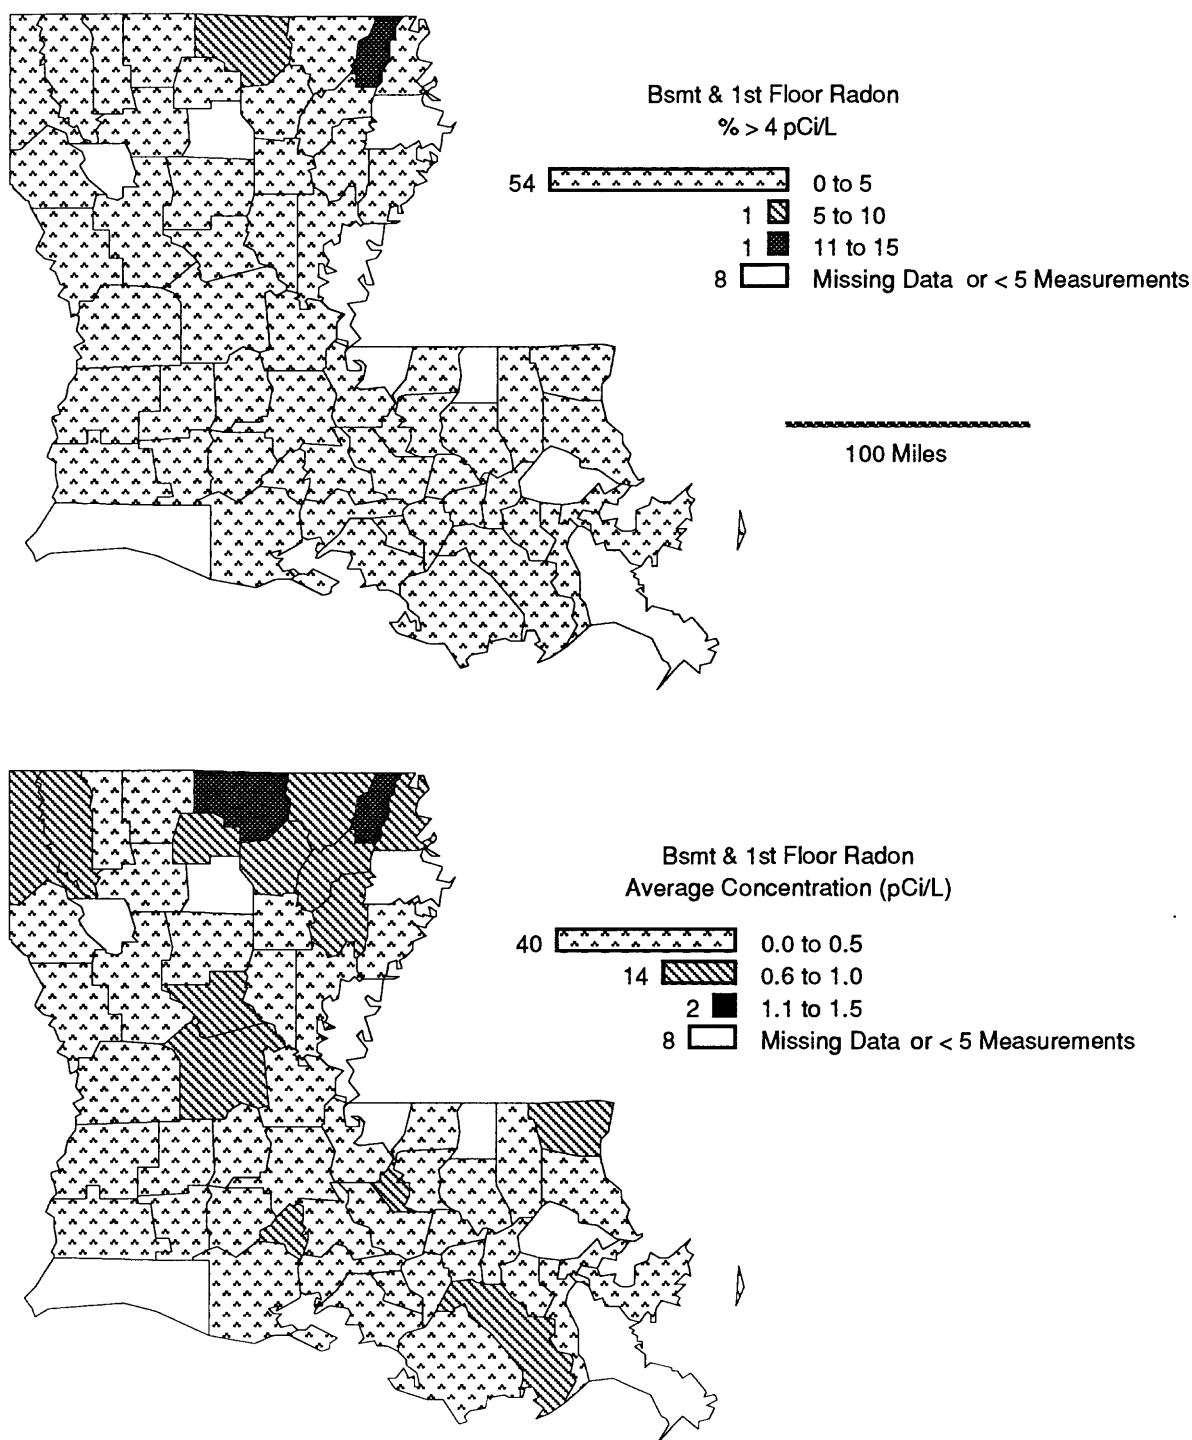 Bsmt & 1st Floor Radon
% > 4 pCi/L
54 0 to 5
1 5 to 10
1 11 to 15
8 Missing Data or < 5 Measurements
100 Miles
Bsmt & 1st Floor Radon
Average Concentration (pCi/L)
40 0.0 to 0.5
14 0.6 to 1.0
2 1.1 to 1.5
8 Missing Data or < 5 Measurements